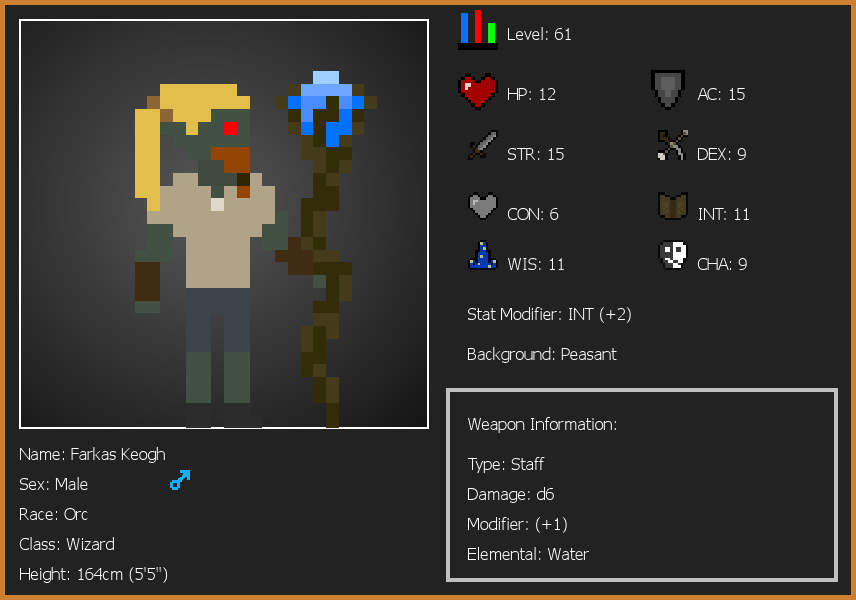 Level: 61
HP: 12
AC: 15
STR: 15
DEX: 9
CON: 6
INT: 11
WIS: 11
CHA: 9
Stat Modifier: INT (+2)
Background: Peasant
Weapon Information:
Type: Staff
Damage: d6
Modifier: (+1)
Elemental: Water
Name: Farkas Keogh
Sex: Male
Race: Orc
Class: Wizard
Height: 164cm (5'5")